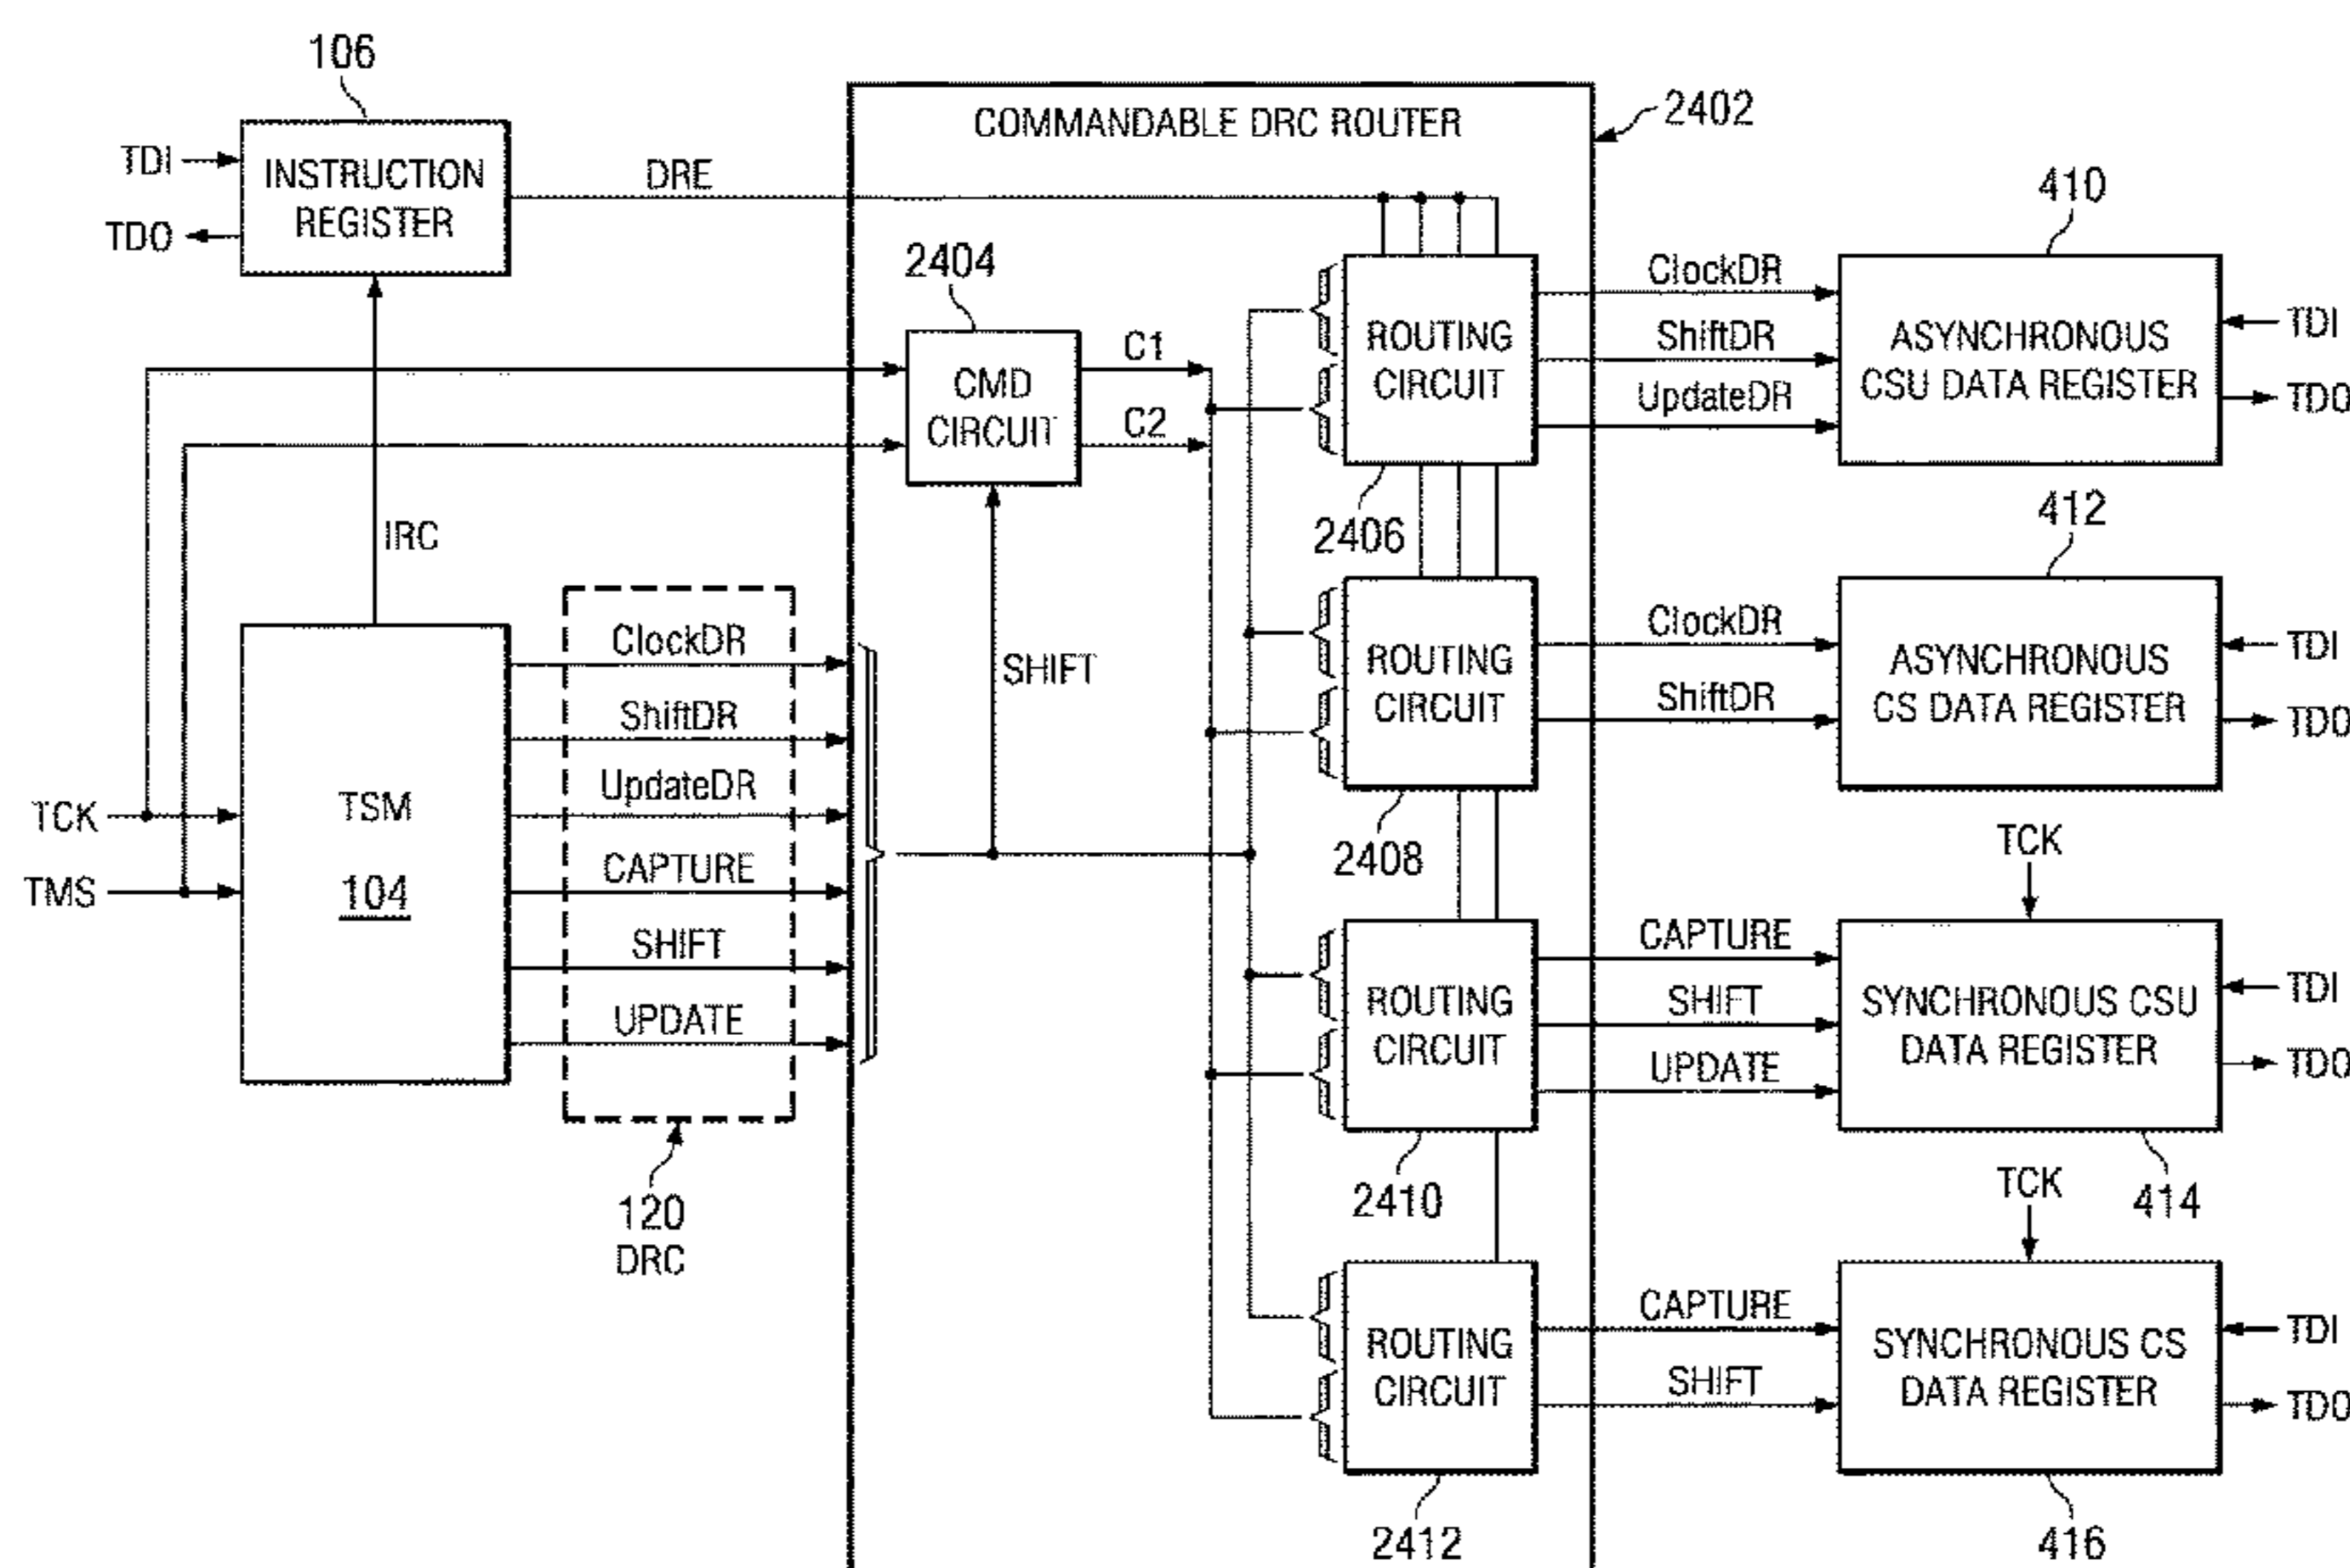 106
COMMANDABLE DRC ROUTER
2402
TDI
INSTRUCTION
REGISTER
TDO
DRE
2404
CMD
CIRCUIT
C1
C2
IRC
SHIFT
TCK
TMS
TSM
104
ClockDR
ShiftDR
UpdateDR
CAPTURE
SHIFT
UPDATE
120
DRC
ROUTING
CIRCUIT
2406
ClockDR
ShiftDR
UpdateDR
410
ASYNCHRONOUS
CSU DATA REGISTER
TDI
TDO
ROUTING
CIRCUIT
2408
ClockDR
ShiftDR
412
ASYNCHRONOUS
CS DATA REGISTER
TDI
TDO
ROUTING
CIRCUIT
2410
CAPTURE
SHIFT
UPDATE
TCK
SYNCHRONOUS CSU
DATA REGISTER
414
TDI
TDO
ROUTING
CIRCUIT
2412
CAPTURE
SHIFT
TCK
SYNCHRONOUS CS
DATA REGISTER
416
TDI
TDO